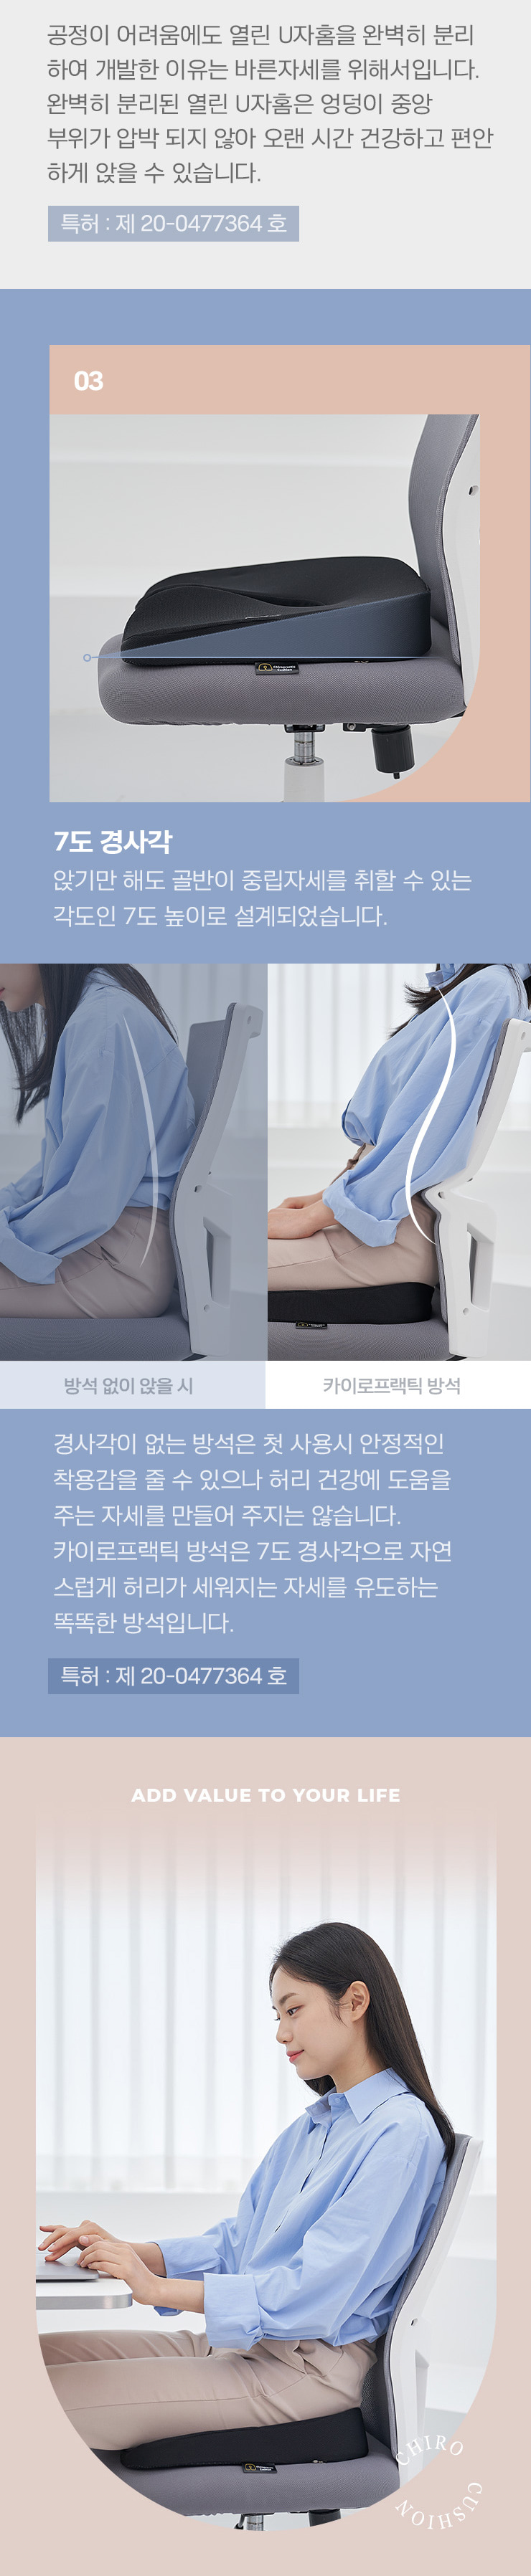 공정이 어려움에도 열린 U자홈을 완벽히 분리
하여 개발한 이유는 바른자세를 위해서입니다.
완벽히 분리된 열린 U자홈은 엉덩이 중앙
부위가 압박 되지 않아 오랜 시간 건강하고 편안
하게 앉을 수 있습니다.
특허 : 제 20-0477364 호
03
7도 경사각
앉기만 해도 골반이 중립자세를 취할 수 있는
각도인 7도 높이로 설계되었습니다.
방석 없이 앉을 시
카이로프랙틱 방석
경사각이 없는 방석은 첫 사용시 안정적인
착용감을 줄 수 있으나 허리 건강에 도움을
주는 자세를 만들어 주지는 않습니다.
카이로프랙틱 방석은 7도 경사각으로 자연
스럽게 허리가 세워지는 자세를 유도하는
똑똑한 방석입니다.
특허 : 제 20-0477364 호
ADD VALUE TO YOUR LIFE
CHIRO
CUSHION